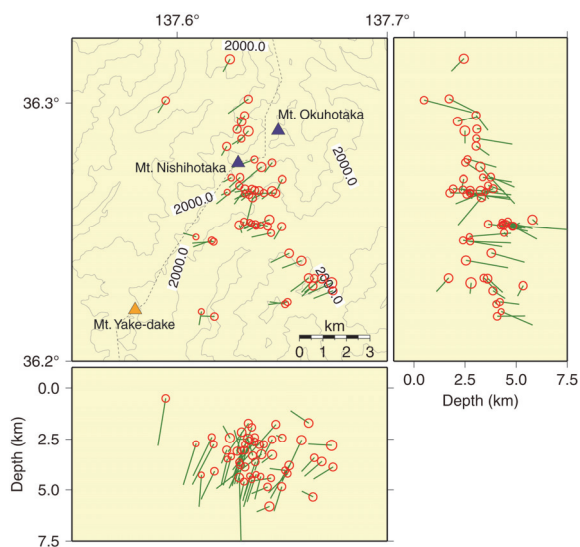 137.6°
137.7°
2000.0
36.3°
Mt. Okuhotaka
Mt. Nishihotaka
2000.0
2000.0
2000.0
2000.0
Mt. Yake-dake
km
0 1 2 3
36.2°
0.0 2.5 5.0 7.5
Depth (km)
0.0
2.5
5.0
7.5
Depth (km)